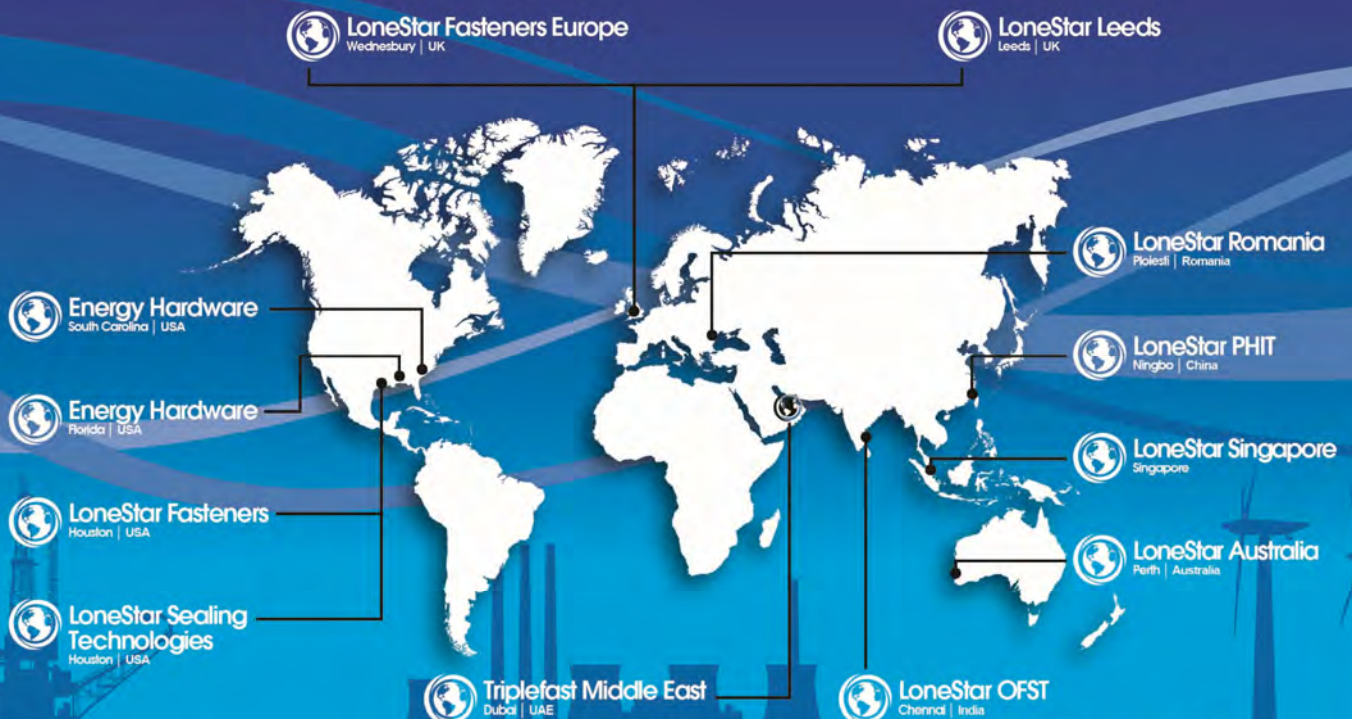 LoneStar Fasteners Europe
Wednesbury | UK
LoneStar Leeds
Leeds | UK
LoneStar Romania
Ploiesti | Romania
Energy Hardware
South Carolina | USA
LoneStar PHIT
Ningbo | China
Energy Hardware
Florida | USA
LoneStar Singapore
Singapore
LoneStar Fasteners
Houston | USA
LoneStar Australia
Perth | Australia
LoneStar Sealing
Technologies
Houston | USA
Triplefast Middle East
Dubai | UAE
LoneStar OFST
Chennai | India